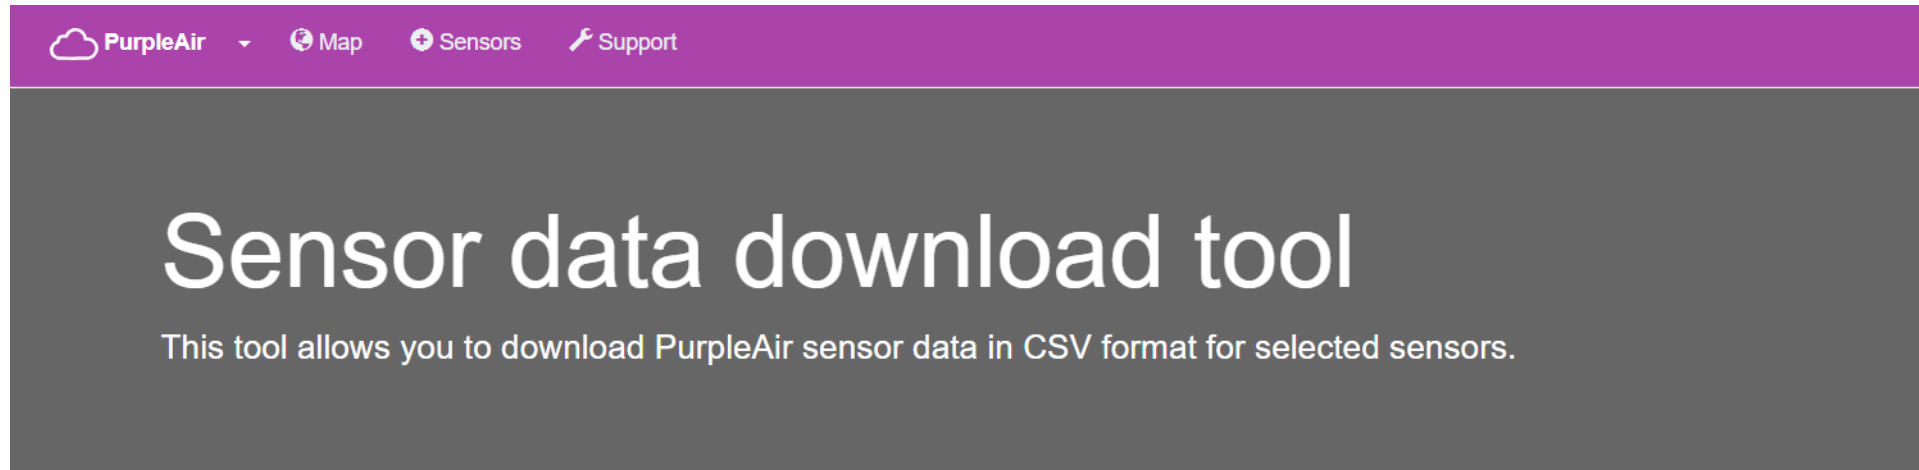 PurpleAir Map Sensors Support
Sensor data download tool
This tool allows you to download PurpleAir sensor data in CSV format for selected sensors.